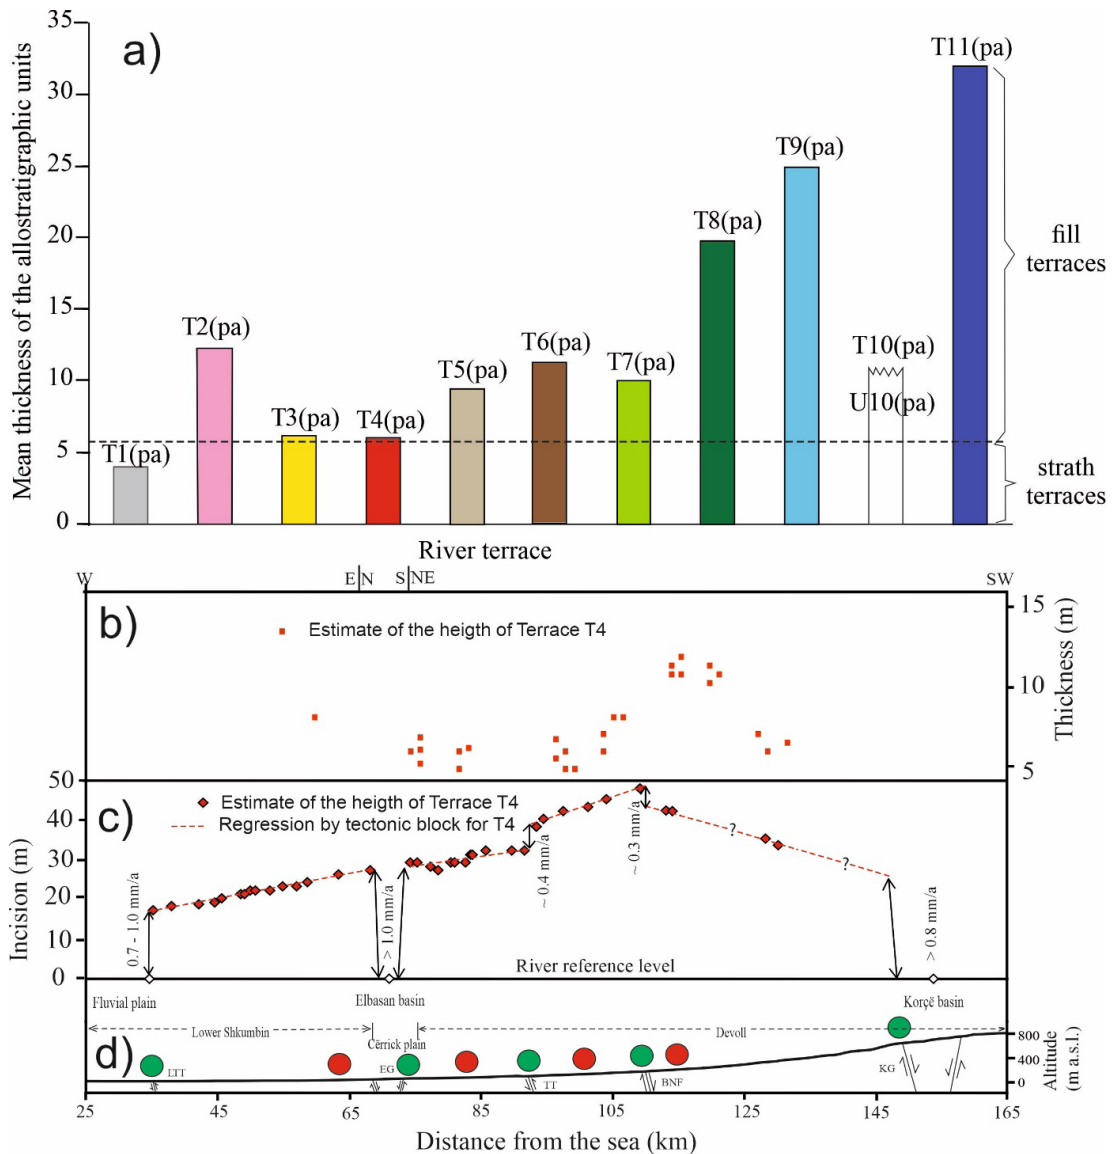 a)
Mean thickness of the allostratigraphic units
35
30
25
20
15
10
5
0
T1(pa)
T2(pa)
T3(pa)
T4(pa)
T5(pa)
T6(pa)
T7(pa)
T8(pa)
T9(pa)
T10(pa)
U10(pa)
T11(pa)
fill
terraces
strath
terraces
River terrace
W
E N
S NE
SW
b)
Estimate of the heigth of Terrace T4
15
10
5
Thickness (m)
c)
Estimate of the heigth of Terrace T4
Regression by tectonic block for T4
50
40
30
20
10
0
Incision (m)
0.7 - 1.0 mm/a
> 1.0 mm/a
~ 0.4 mm/a
~ 0.3 mm/a
> 0.8 mm/a
?
?
River reference level
Fluvial plain
Elbasan basin
Korçë basin
Lower Shkumbin
Cërrick plain
Devoll
d)
LTT
EG
TT
BNF
KG
800
400
0
Altitude
(m a.s.l.)
25
45
65
85
105
125
145
165
Distance from the sea (km)